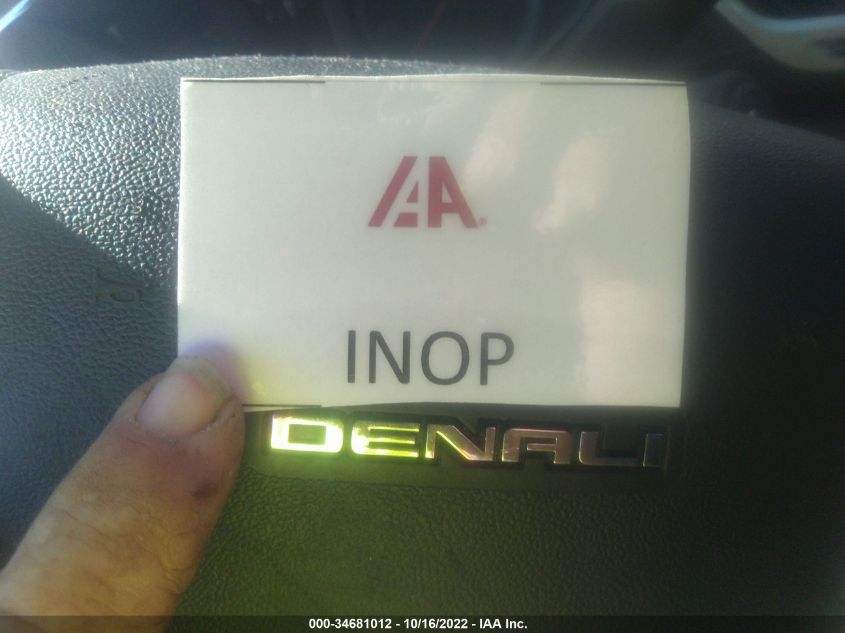 IAA
INOP
DENALI
000-34681012 - 10/16/2022 - IAA Inc.